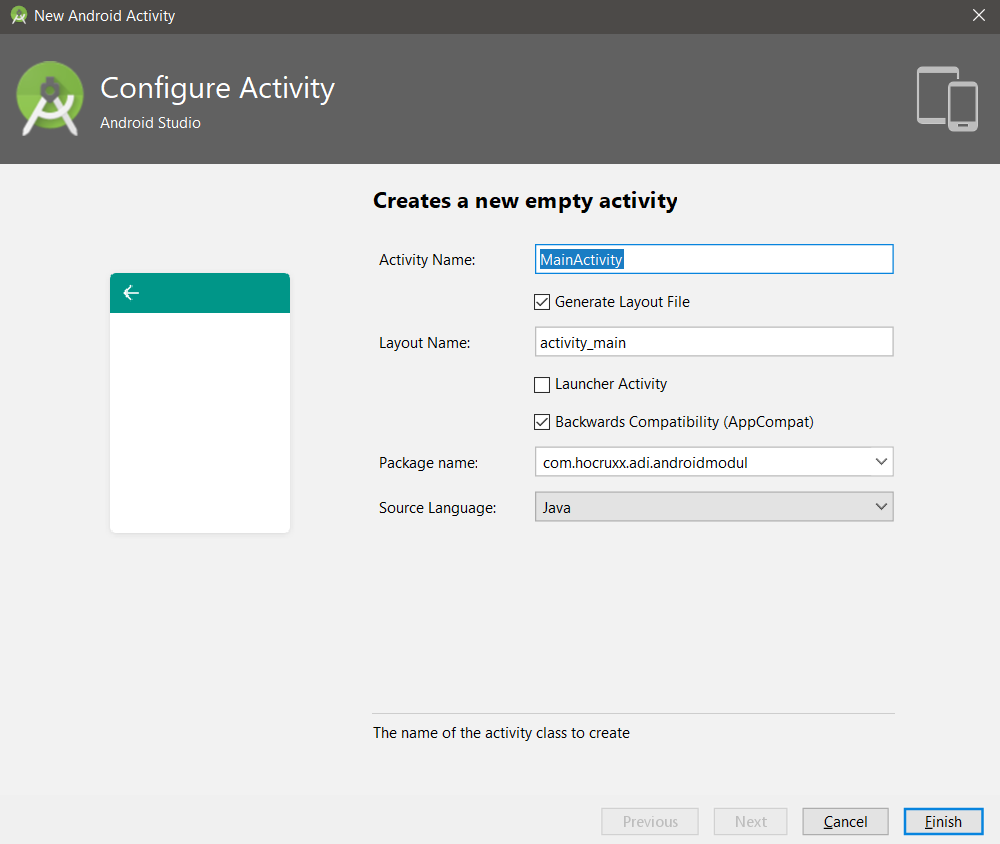 New Android Activity
Configure Activity
Android Studio
Creates a new empty activity
Activity Name: MainActivity
Generate Layout File
Layout Name: activity_main
Launcher Activity
Backwards Compatibility (AppCompat)
Package name: com.hocruxx.adi.androidmodul
Source Language: Java
The name of the activity class to create
Previous Next Cancel Finish